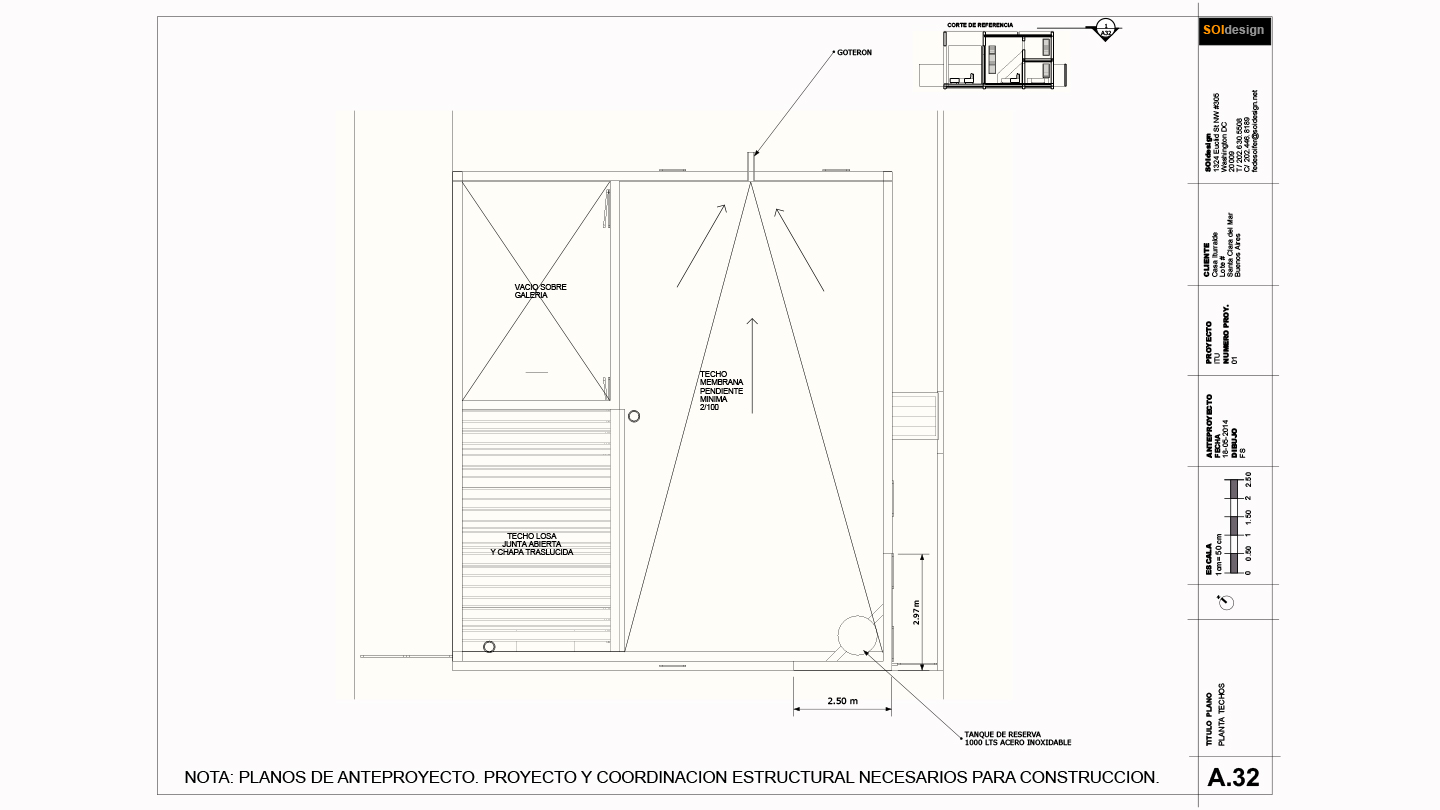 CORTE DE REFERENCIA
1
A32
GOTERON
VACIO SOBRE
GALERIA
TECHO
MEMBRANA
PENDIENTE
MINIMA
2/100
TECHO LOSA
JUNTA ABIERTA
Y CHAPA TRASLUCIDA
2.97 m
2.50 m
TANQUE DE RESERVA
1000 LTS ACERO INOXIDABLE
NOTA: PLANOS DE ANTEPROYECTO. PROYECTO Y COORDINACION ESTRUCTURAL NECESARIOS PARA CONSTRUCCION.
SOIdesign
SOIdesign
1324 Euclid St NW #305
Washington DC
20009
T/ 202.630.5508
C/ 202.446.8189
fedesoifer@soidesign.net
CLIENTE
Casa Iturralde
Lote #
Santa Clara del Mar
Buenos Aires
PROYECTO
ITU
NUMERO PROY.
01
ANTEPROYECTO
FECHA
16-05-2014
DIBUJO
FS
ESCALA
1 cm= 50 cm
0 0.50 1 1.50 2 2.50
TITULO PLANO
PLANTA TECHOS
A.32